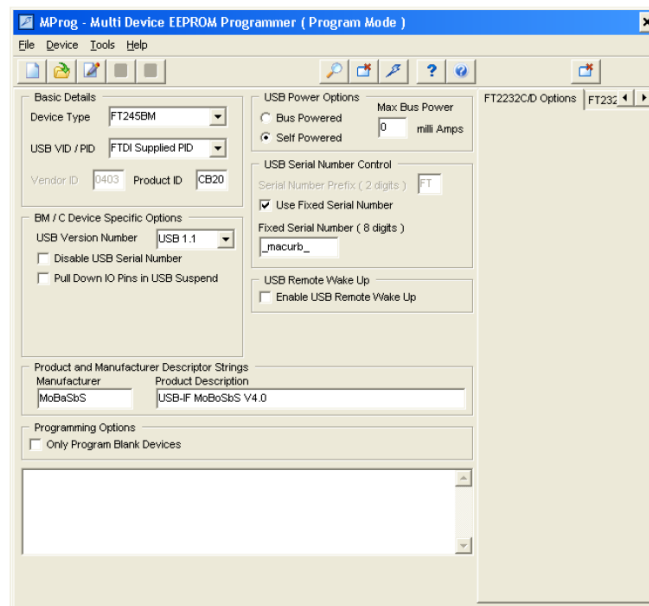 MProg - Multi Device EEPROM Programmer ( Program Mode )
File Device Tools Help
Basic Details
Device Type FT245BM
USB VID / PID FTDI Supplied PID
Vendor ID 0403 Product ID CB20
BM / C Device Specific Options
USB Version Number USB 1.1
Disable USB Serial Number
Pull Down IO Pins in USB Suspend
USB Power Options
Bus Powered
Self Powered
Max Bus Power
0 milli Amps
USB Serial Number Control
Serial Number Prefix ( 2 digits ) FT
Use Fixed Serial Number
Fixed Serial Number ( 8 digits )
_macurb_
USB Remote Wake Up
Enable USB Remote Wake Up
Product and Manufacturer Descriptor Strings
Manufacturer Product Description
MoBaSbS USB-IF MoBoSbS V4.0
Programming Options
Only Program Blank Devices
FT2232C/D Options FT232